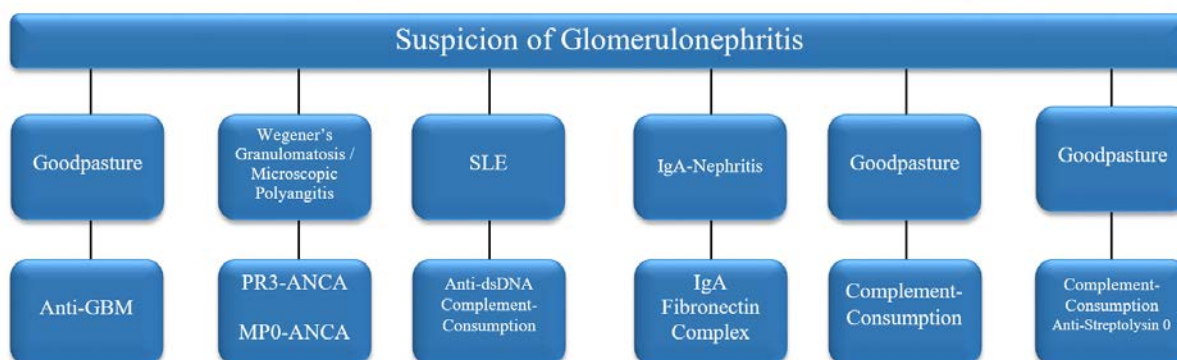 Suspicion of Glomerulonephritis
Goodpasture
Wegener's
Granulomatosis /
Microscopic
Polyangitis
SLE
IgA-Nephritis
Goodpasture
Goodpasture
Anti-GBM
PR3-ANCA
MP0-ANCA
Anti-dsDNA
Complement-
Consumption
IgA
Fibronectin
Complex
Complement-
Consumption
Complement-
Consumption
Anti-Streptolysin 0